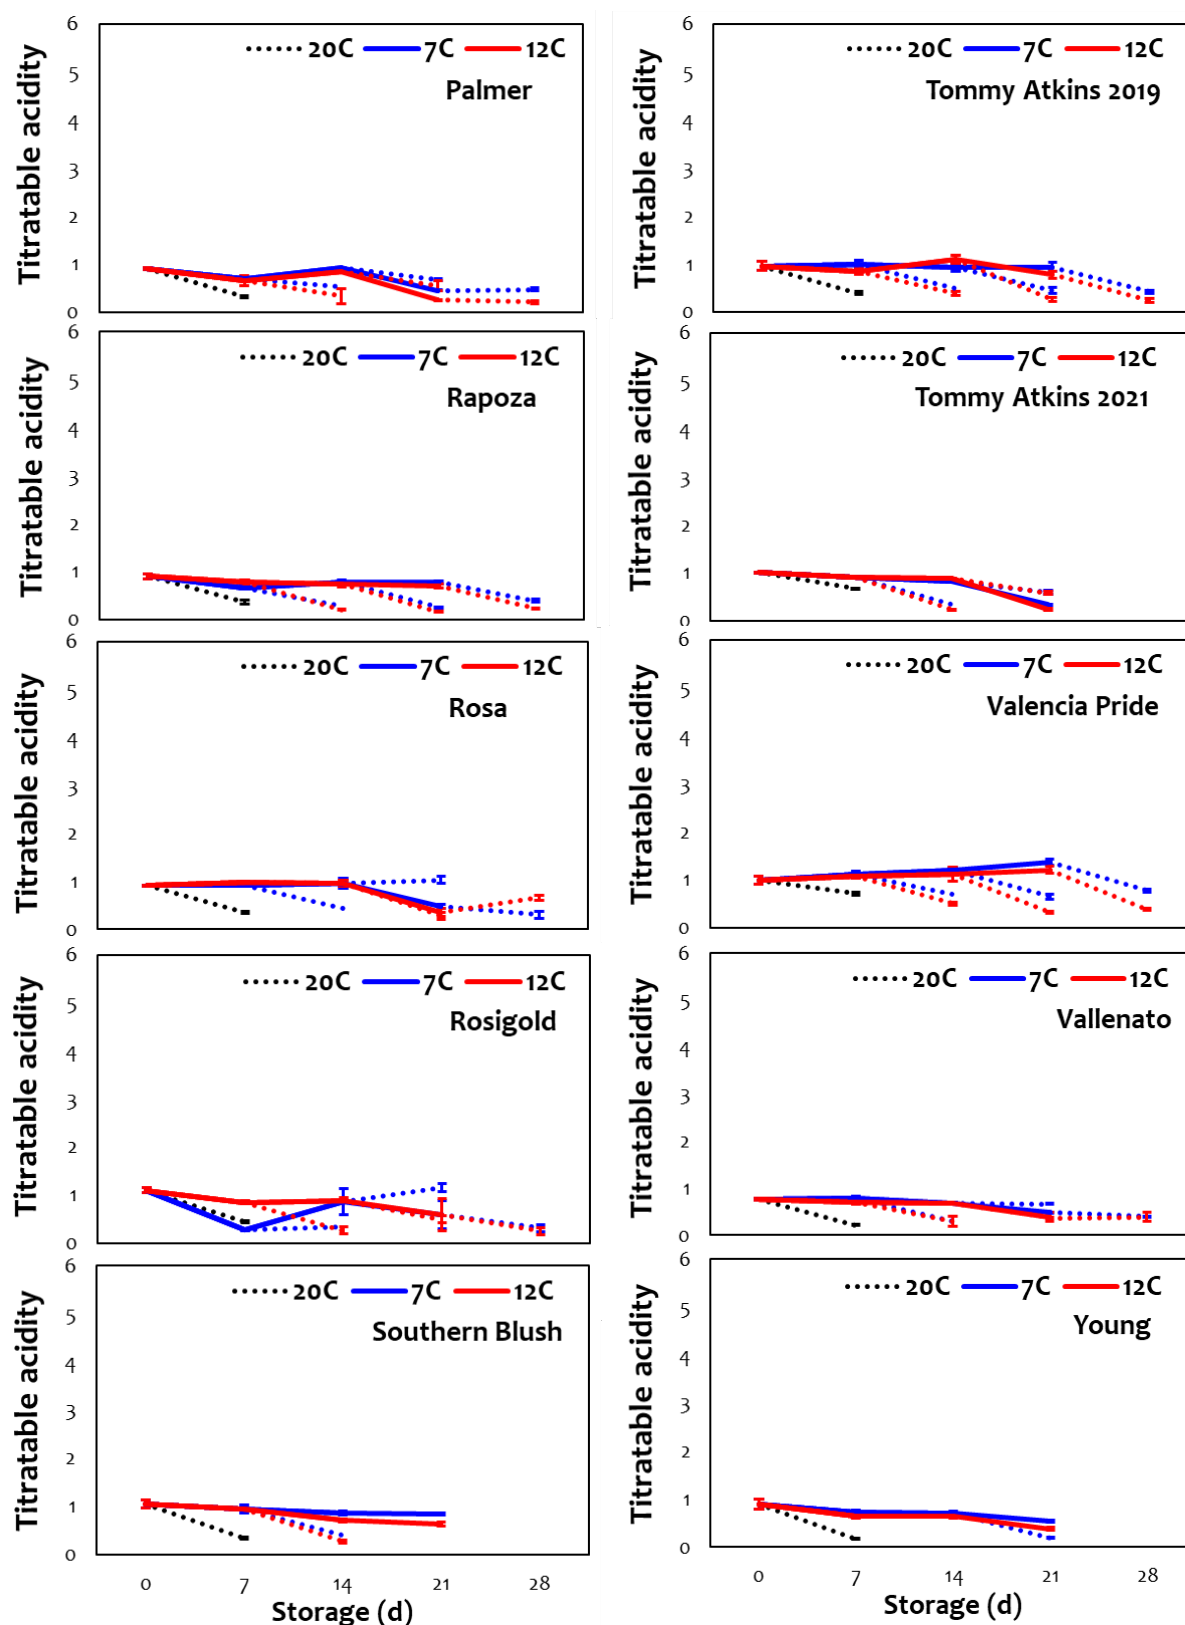 Titratable acidity
6
5
4
3
2
1
0
20C 7C 12C
Palmer
Titratable acidity
6
5
4
3
2
1
0
20C 7C 12C
Tommy Atkins 2019
Titratable acidity
6
5
4
3
2
1
0
20C 7C 12C
Rapoza
Titratable acidity
6
5
4
3
2
1
0
20C 7C 12C
Tommy Atkins 2021
Titratable acidity
6
5
4
3
2
1
0
20C 7C 12C
Rosa
Titratable acidity
6
5
4
3
2
1
0
20C 7C 12C
Valencia Pride
Titratable acidity
6
5
4
3
2
1
0
20C 7C 12C
Rosigold
Titratable acidity
6
5
4
3
2
1
0
20C 7C 12C
Vallenato
Titratable acidity
6
5
4
3
2
1
0
20C 7C 12C
Southern Blush
0 7 14 21 28
Storage (d)
Titratable acidity
6
5
4
3
2
1
0
20C 7C 12C
Young
0 7 14 21 28
Storage (d)